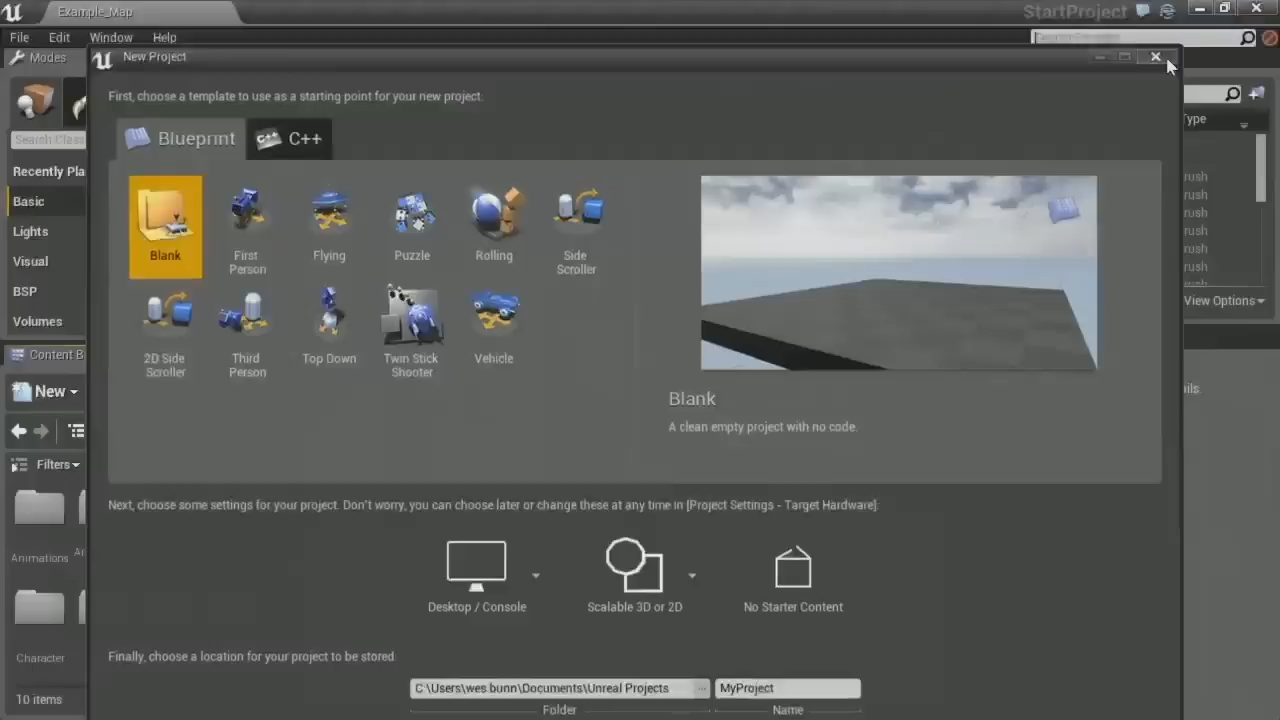 Example_Map
StartProject
File Edit Window Help
Modes
New Project
First, choose a template to use as a starting point for your new project:
Search Class
Blueprint
C++
Type
Recently Pla
Basic
Lights
Visual
BSP
Volumes
Blank
First Person
Flying
Puzzle
Rolling
Side Scroller
2D Side Scroller
Third Person
Top Down
Twin Stick Shooter
Vehicle
rush
rush
rush
rush
rush
rush
View Options
Content B
New
Blank
A clean empty project with no code.
Filters
Next, choose some settings for your project. Don't worry, you can choose later or change these at any time in [Project Settings - Target Hardware]:
Animations
Desktop / Console
Scalable 3D or 2D
No Starter Content
Finally, choose a location for your project to be stored:
Character
10 items
C:\Users\wes.bunn\Documents\Unreal Projects
...
MyProject
Folder
Name